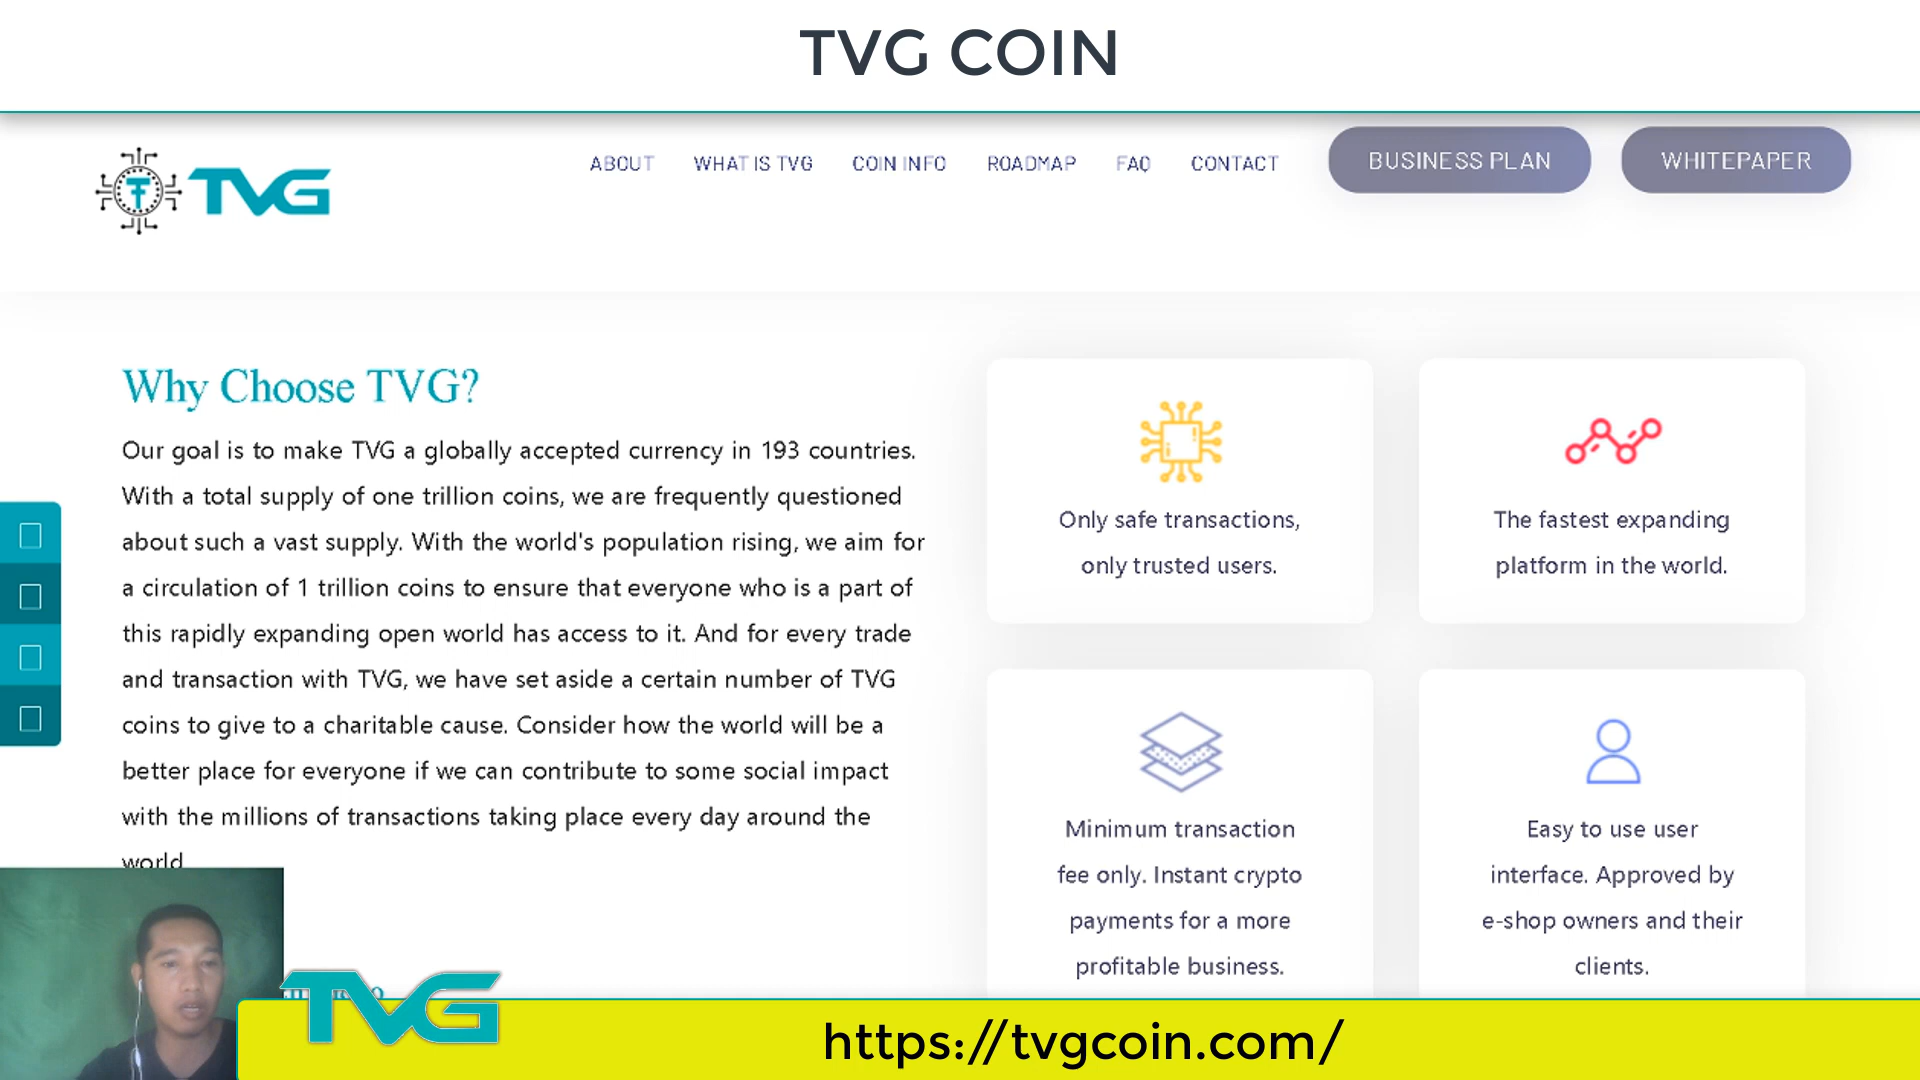 TVG COIN
TVG
ABOUT
WHAT IS TVG
COIN INFO
ROADMAP
FAQ
CONTACT
BUSINESS PLAN
WHITEPAPER
Why Choose TVG?
Our goal is to make TVG a globally accepted currency in 193 countries.
With a total supply of one trillion coins, we are frequently questioned
about such a vast supply. With the world's population rising, we aim for
a circulation of 1 trillion coins to ensure that everyone who is a part of
this rapidly expanding open world has access to it. And for every trade
and transaction with TVG, we have set aside a certain number of TVG
coins to give to a charitable cause. Consider how the world will be a
better place for everyone if we can contribute to some social impact
with the millions of transactions taking place every day around the
world
Only safe transactions,
only trusted users.
The fastest expanding
platform in the world.
Minimum transaction
fee only. Instant crypto
payments for a more
profitable business.
Easy to use user
interface. Approved by
e-shop owners and their
clients.
TVG
https://tvgcoin.com/